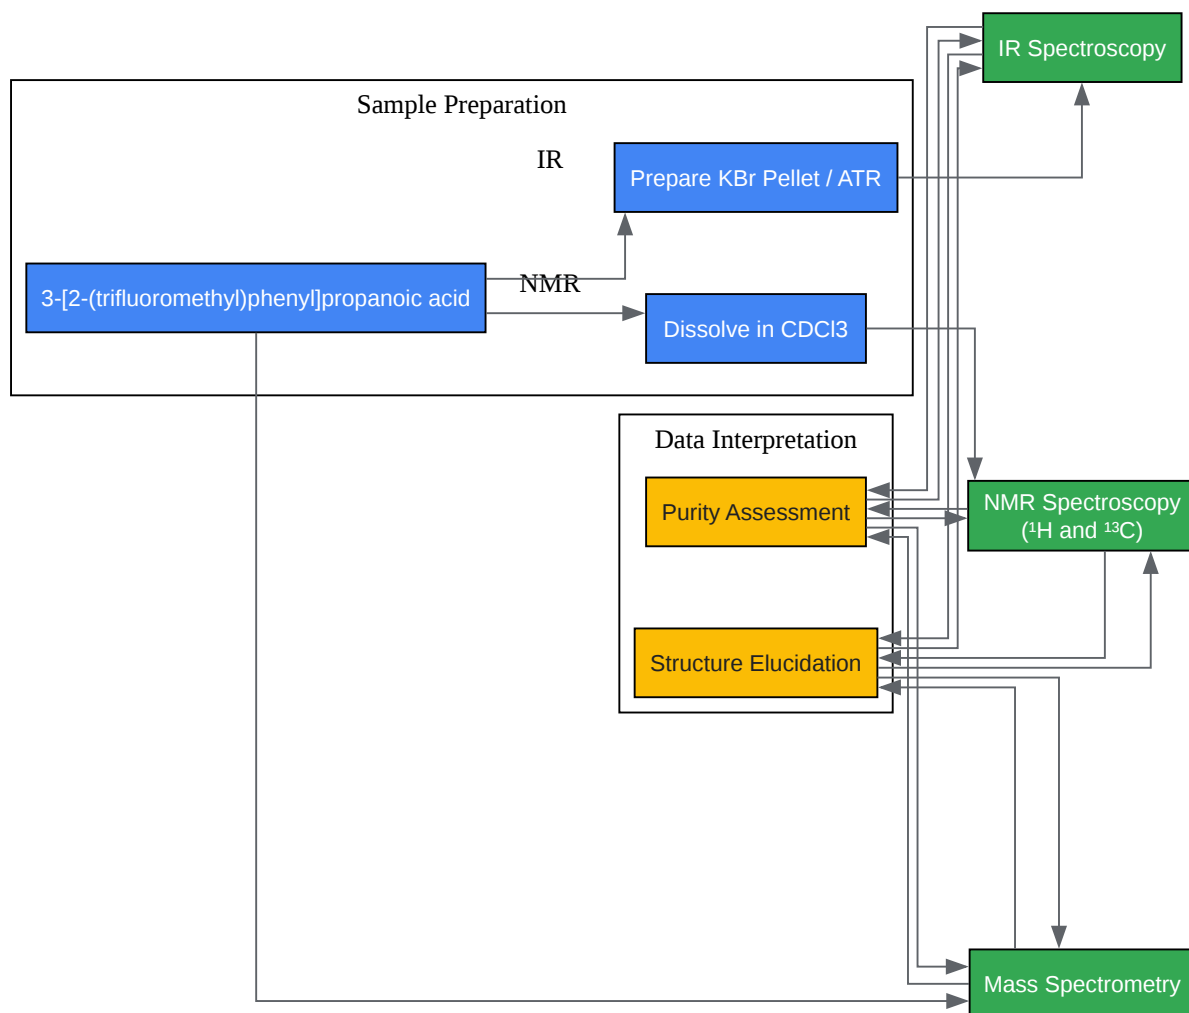 IR Spectroscopy
Sample Preparation
IR
Prepare KBr Pellet / ATR
NMR
3-[2-(trifluoromethyl)phenyl]propanoic acid
Dissolve in CDCl3
Data Interpretation
Purity Assessment
NMR Spectroscopy
(¹H and ¹³C)
Structure Elucidation
Mass Spectrometry